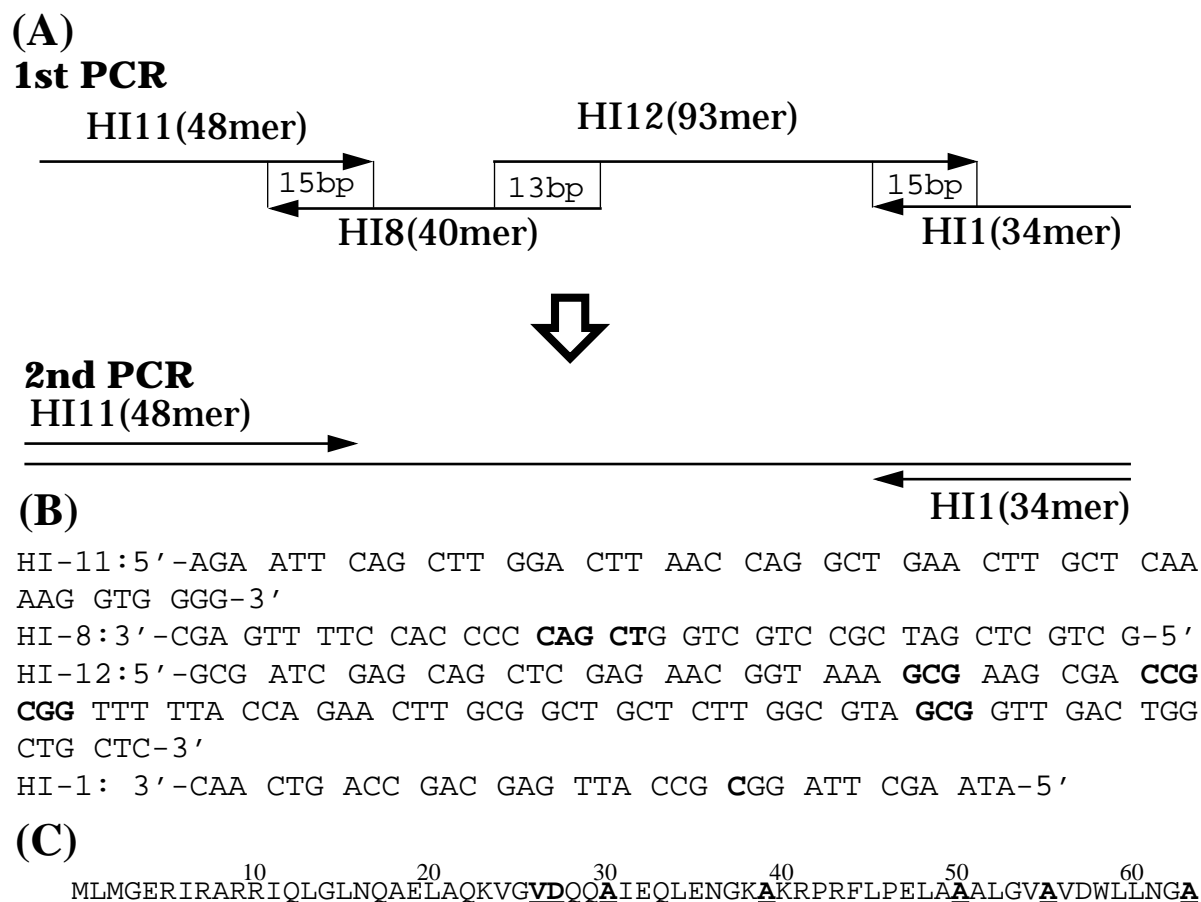 (A)
1st PCR
HI11(48mer)
HI12(93mer)
15bp
13bp
15bp
HI8(40mer)
HI1(34mer)
2nd PCR
HI11(48mer)
HI1(34mer)
(B)
HI-11:5′-AGA ATT CAG CTT GGA CTT AAC CAG GCT GAA CTT GCT CAA
AAG GTG GGG-3′
HI-8:3′-CGA GTT TTC CAC CCC CAG CTG GTC GTC CGC TAG CTC GTC G-5′
HI-12:5′-GCG ATC GAG CAG CTC GAG AAC GGT AAA GCG AAG CGA CCG
CGG TTT TTA CCA GAA CTT GCG GCT GCT CTT GGC GTA GCG GTT GAC TGG
CTG CTC-3′
HI-1: 3′-CAA CTG ACC GAC GAG TTA CCG CGG ATT CGA ATA-5′
(C)
10 20 30 40 50 60
MLMGERIRARRIQLGLNQAELAQKVGVDQQAIEQLENGKAKRPRFLPELAAALGVAVDWLLNGA